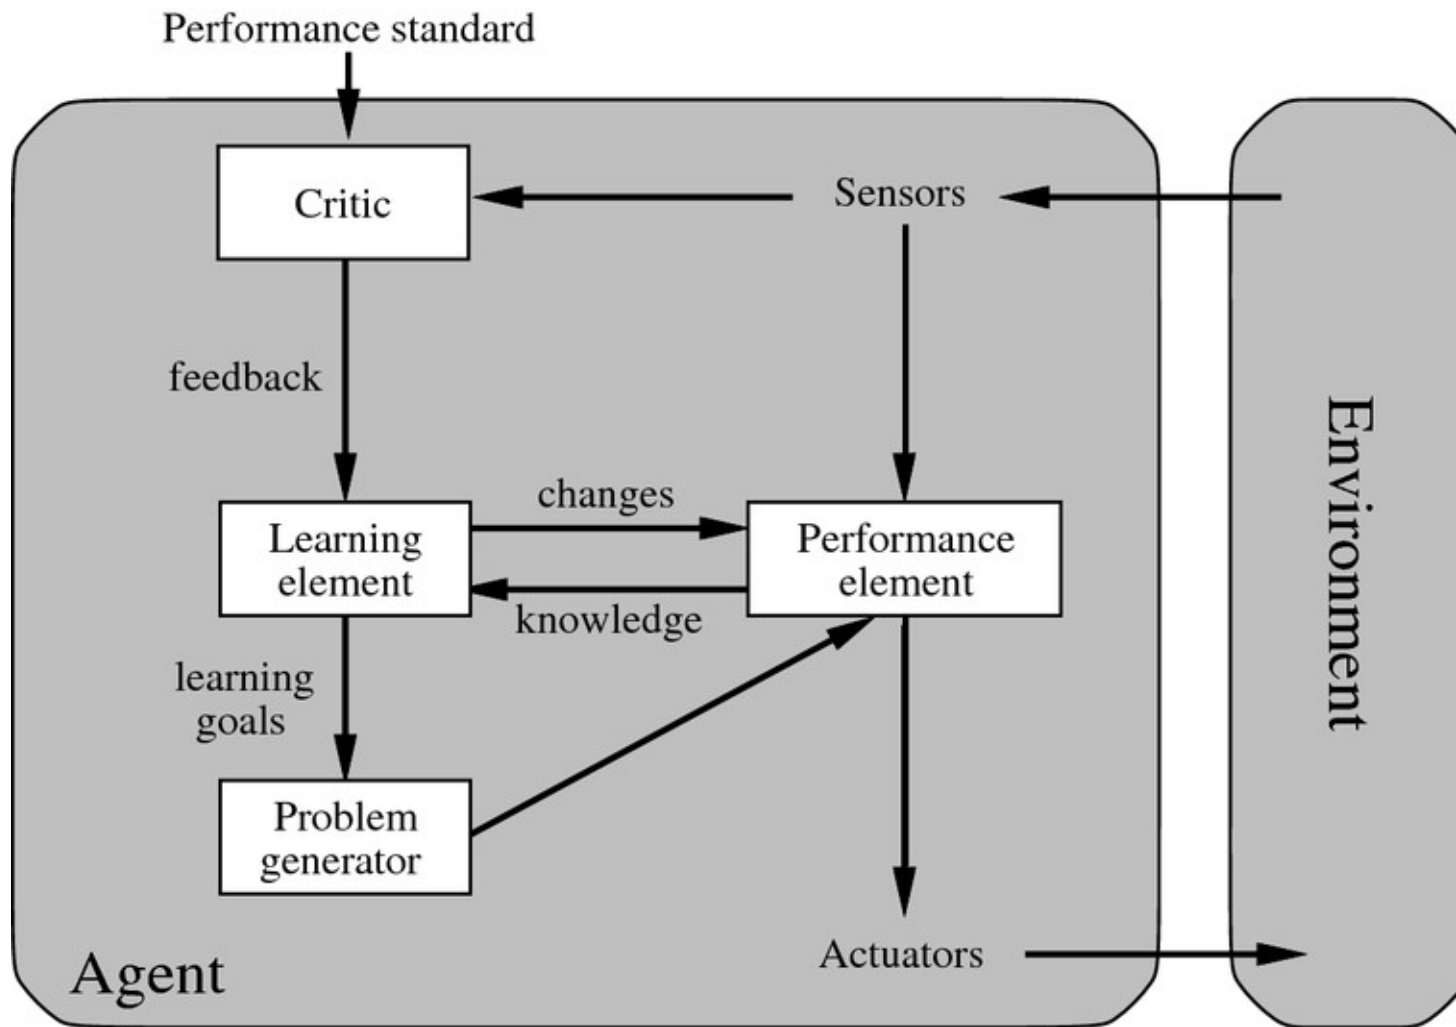 Performance standard
Critic
Sensors
feedback
changes
Learning
element
Performance
element
knowledge
learning
goals
Problem
generator
Actuators
Agent
Environment